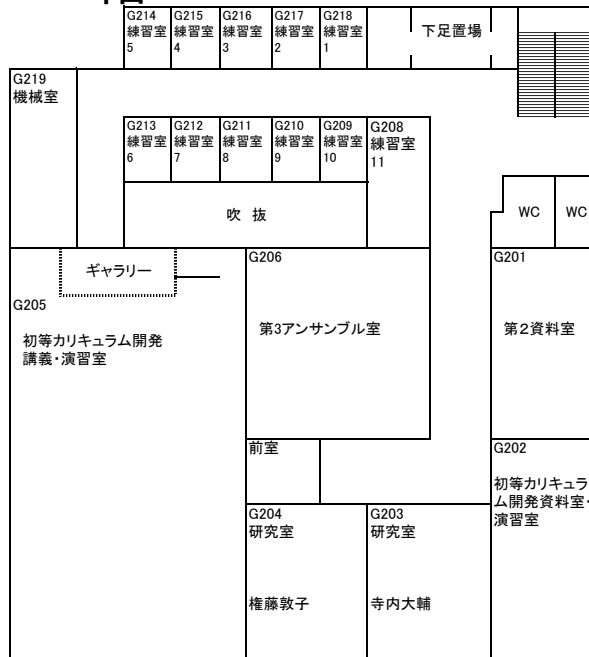 G214
練習室
5
G215
練習室
4
G216
練習室
3
G217
練習室
2
G218
練習室
1
下足置場
G219
機械室
G213
練習室
6
G212
練習室
7
G211
練習室
8
G210
練習室
9
G209
練習室
10
G208
練習室
11
吹 抜
WC
WC
ギャラリー
G206
第3アンサンブル室
G201
第2資料室
G205
初等カリキュラム開発
講義・演習室
前室
G202
初等カリキュラ
ム開発資料室・
演習室
G204
研究室
権藤敦子
G203
研究室
寺内大輔